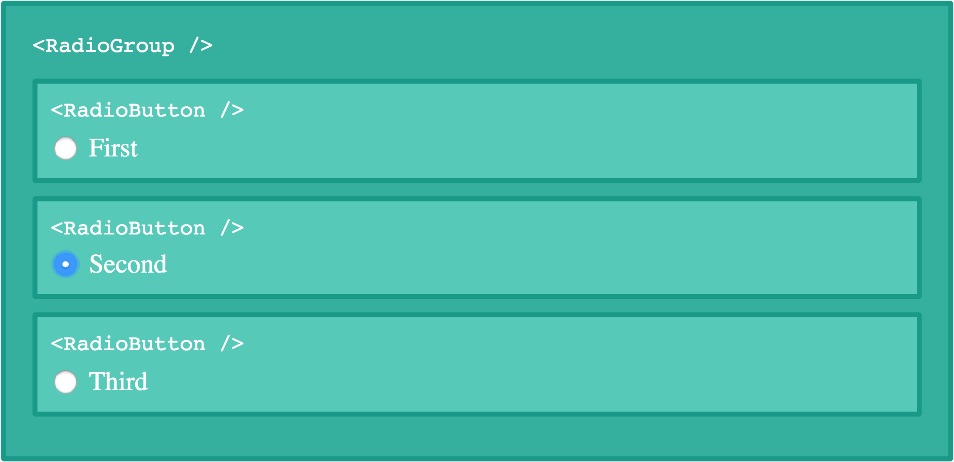 <RadioGroup />
<RadioButton />
First
<RadioButton />
Second
<RadioButton />
Third